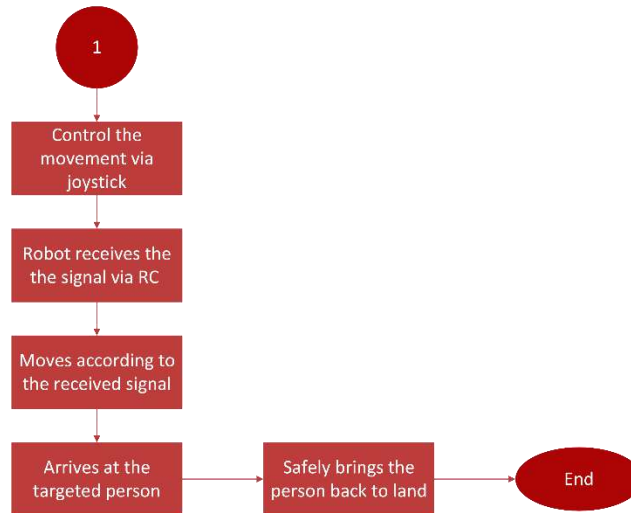 1
Control the
movement via
joystick
Robot receives the
the signal via RC
Moves according to
the received signal
Arrives at the
targeted person
Safely brings the
person back to land
End